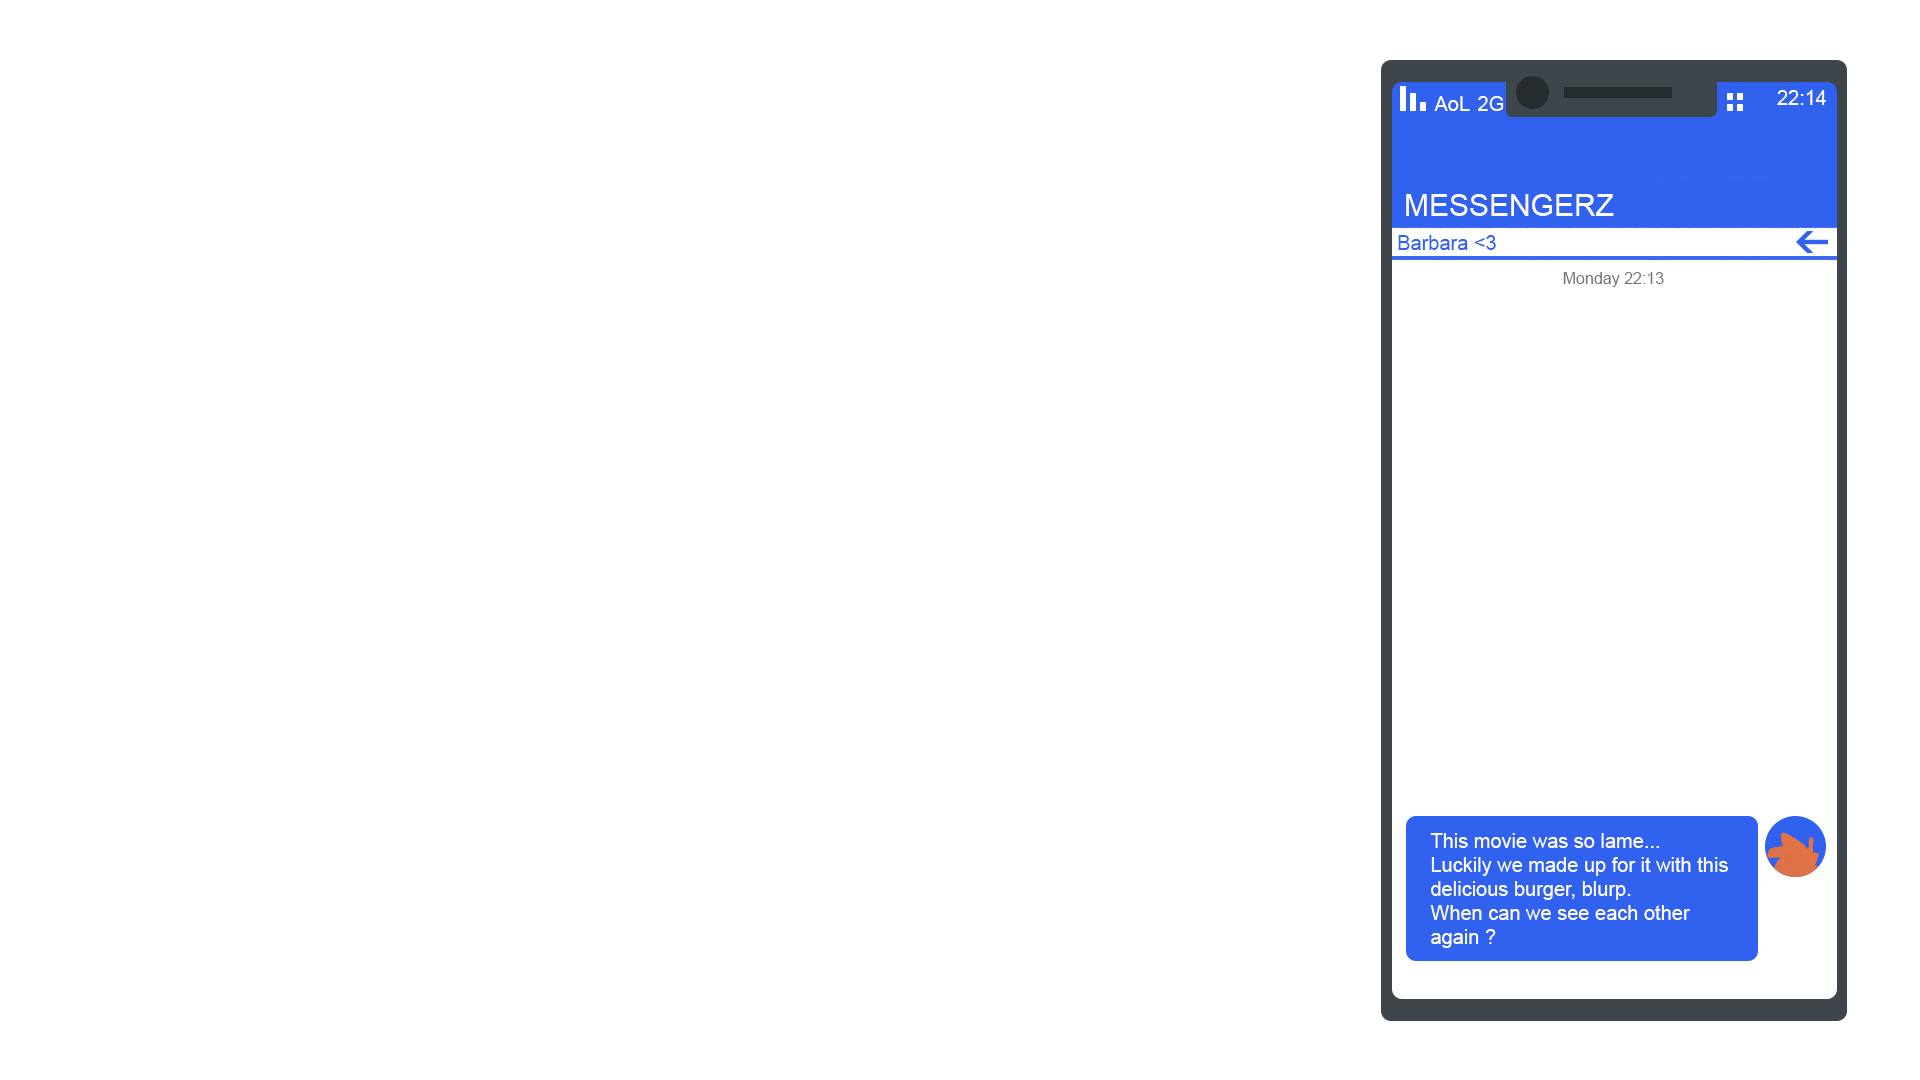 AoL 2G
22:14
MESSENGERZ
Barbara <3
Monday 22:13
This movie was so lame...
Luckily we made up for it with this
delicious burger, blurp.
When can we see each other
again ?